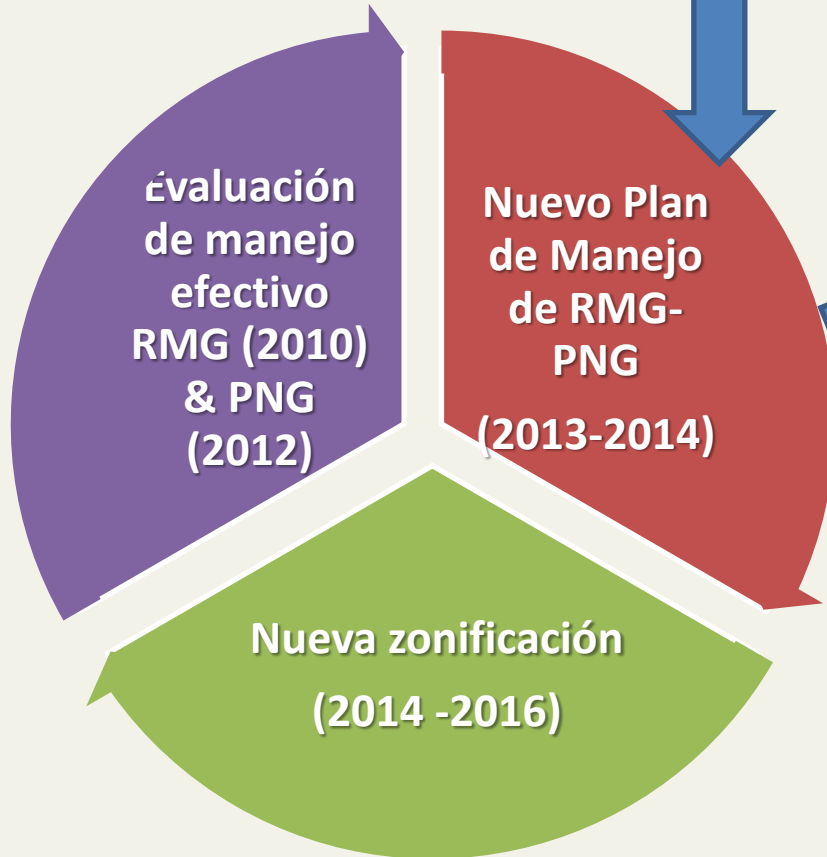 Evaluación
de manejo
efectivo
RMG (2010)
& PNG
(2012)
Nuevo Plan
de Manejo
de RMG-
PNG
(2013-2014)
Nueva zonificación
(2014 -2016)